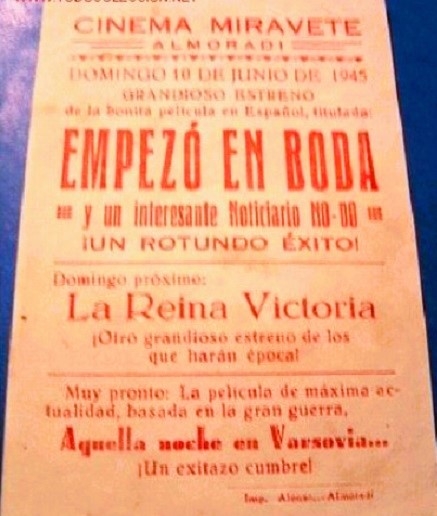 CINEMA MIRAVETE
ALMORADI
DOMINGO 10 DE JUNIO DE 1945
GRANDIOSO ESTRENO
de la bonita película en Español, titulada:
EMPEZÓ EN BODA
y un interesante Noticiario NO-DO
¡UN ROTUNDO ÉXITO!
Domingo próximo:
La Reina Victoria
¡Otro grandioso estreno de los
que harán época!
Muy pronto: La película de máxima ac-
tualidad, basada en la gran guerra,
Aquella noche en Varsovia...
¡Un exitazo cumbre!
Imp.